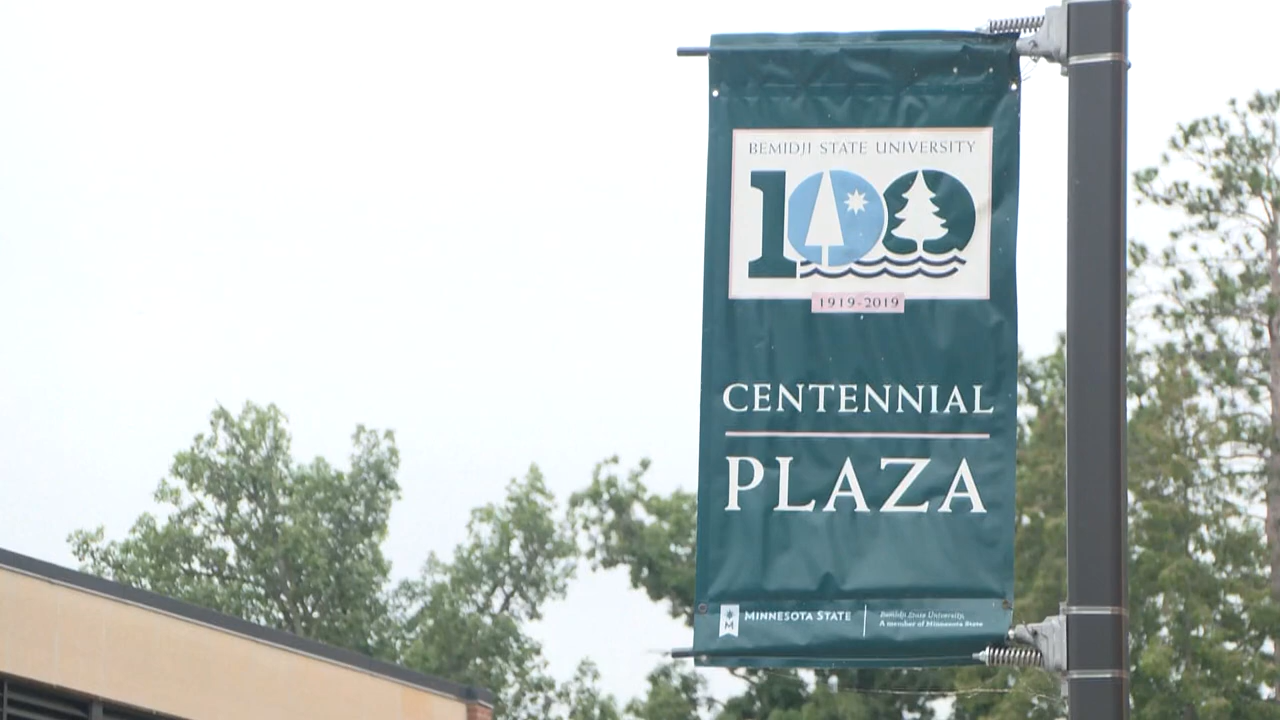 BEMIDJI STATE UNIVERSITY
100
1919-2019
CENTENNIAL
PLAZA
M
MINNESOTA STATE
Bemidji State University,
A member of Minnesota State